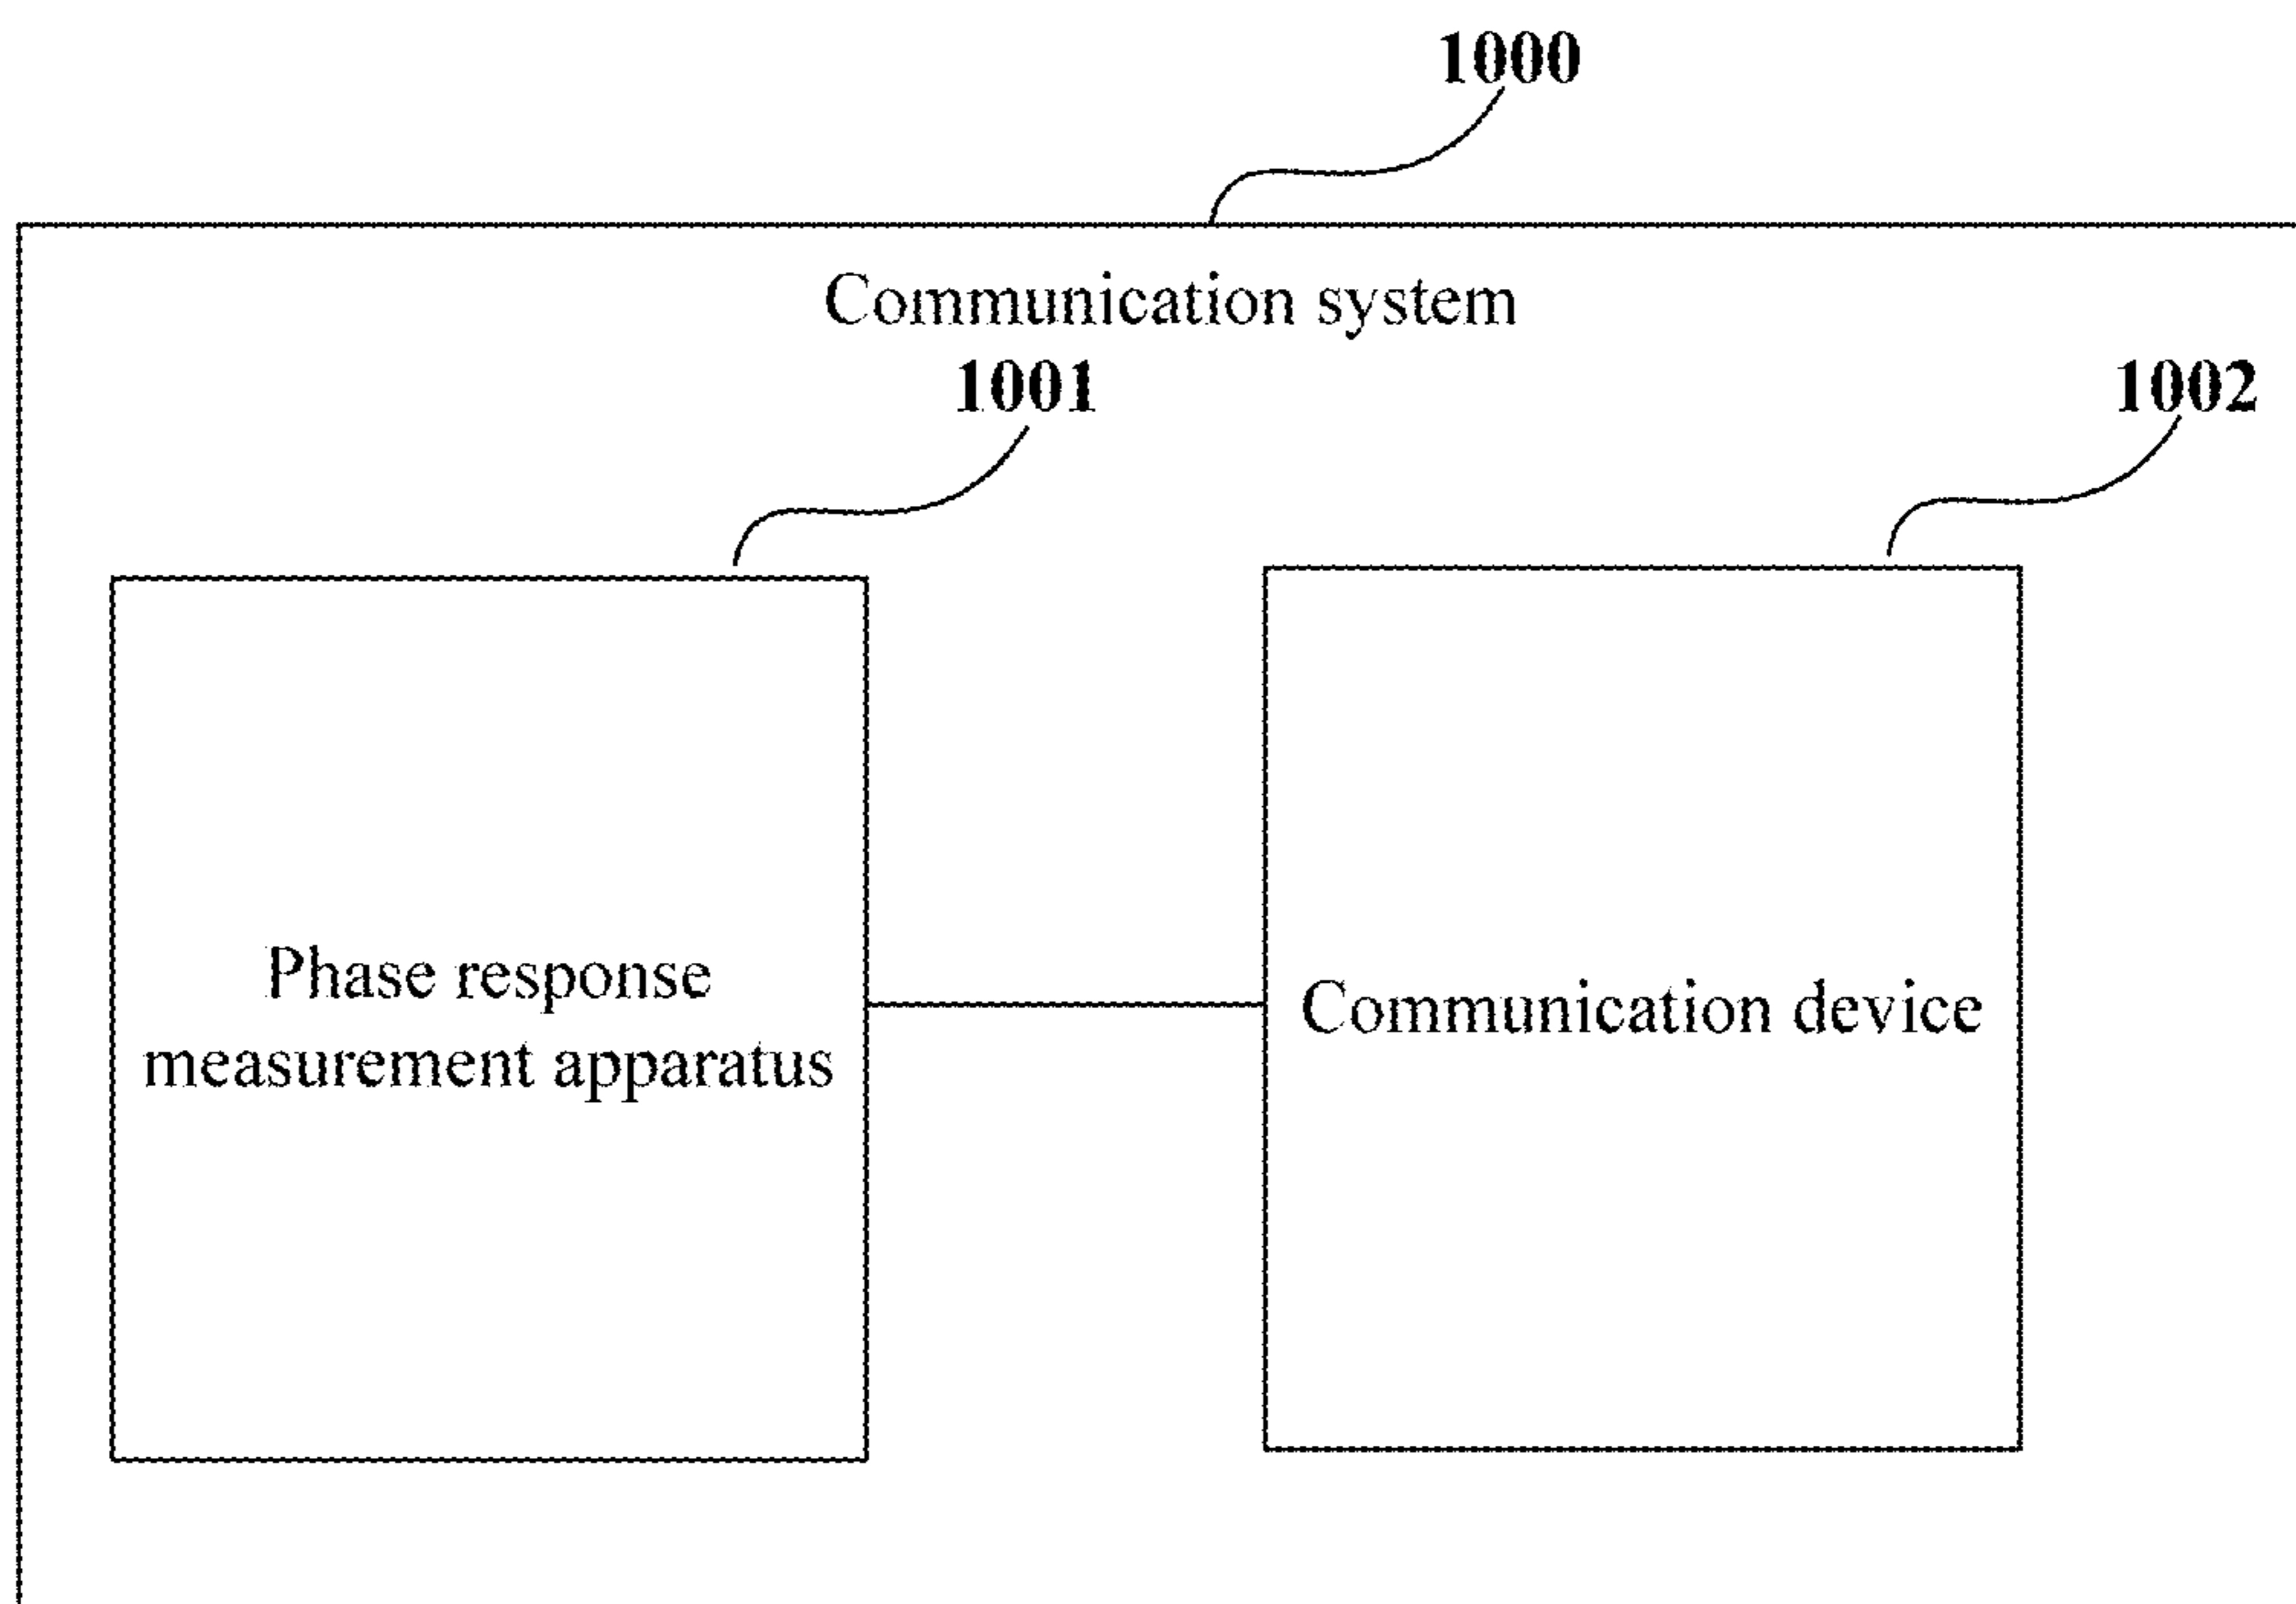 1000
Communication system
1001
1002
Phase response
measurement apparatus
Communication device